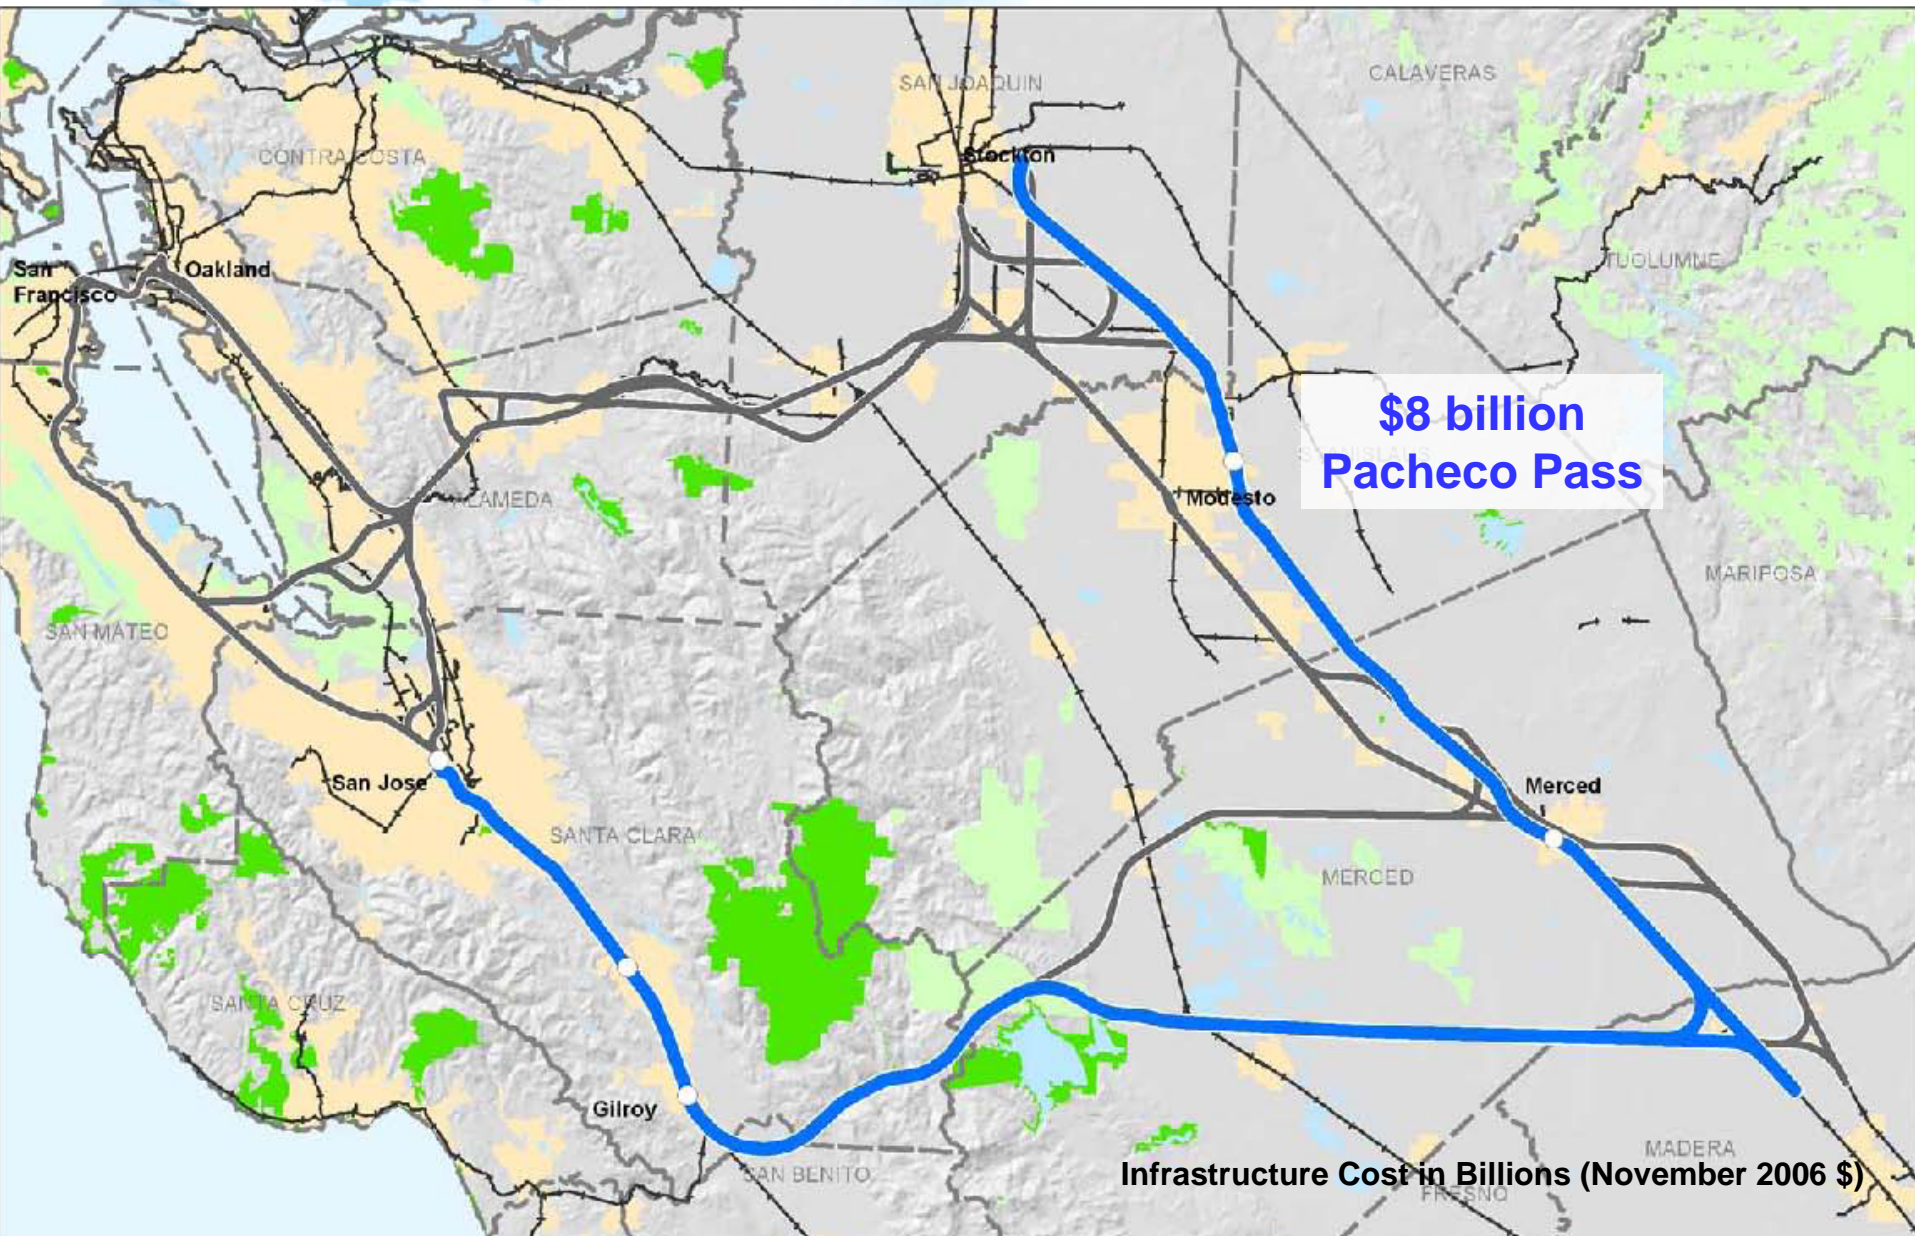 SAN JOAQUIN
CALAVERAS
CONTRA COSTA
Stockton
TUOLUMNE
San
Francisco
Oakland
$8 billion
Pacheco Pass
STANISLAUS
Modesto
ALAMEDA
MARIPOSA
SAN MATEO
San Jose
Merced
SANTA CLARA
MERCED
SANTA CRUZ
Gilroy
SAN BENITO
MADERA
Infrastructure Cost in Billions (November 2006 $)
FRESNO